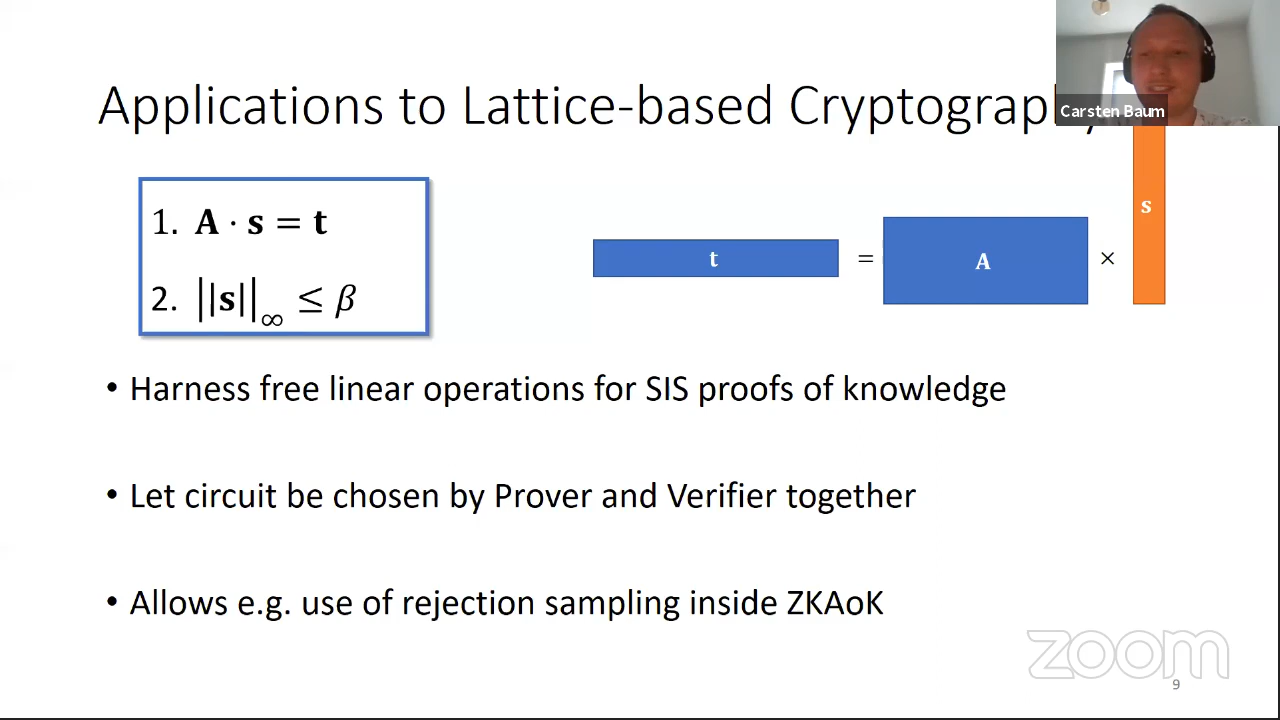 Applications to Lattice-based Cryptography
Carsten Baum
1. A · s = t
2. ||s||∞ ≤ β
t = A × s
• Harness free linear operations for SIS proofs of knowledge
• Let circuit be chosen by Prover and Verifier together
• Allows e.g. use of rejection sampling inside ZKAoK
zoom
9